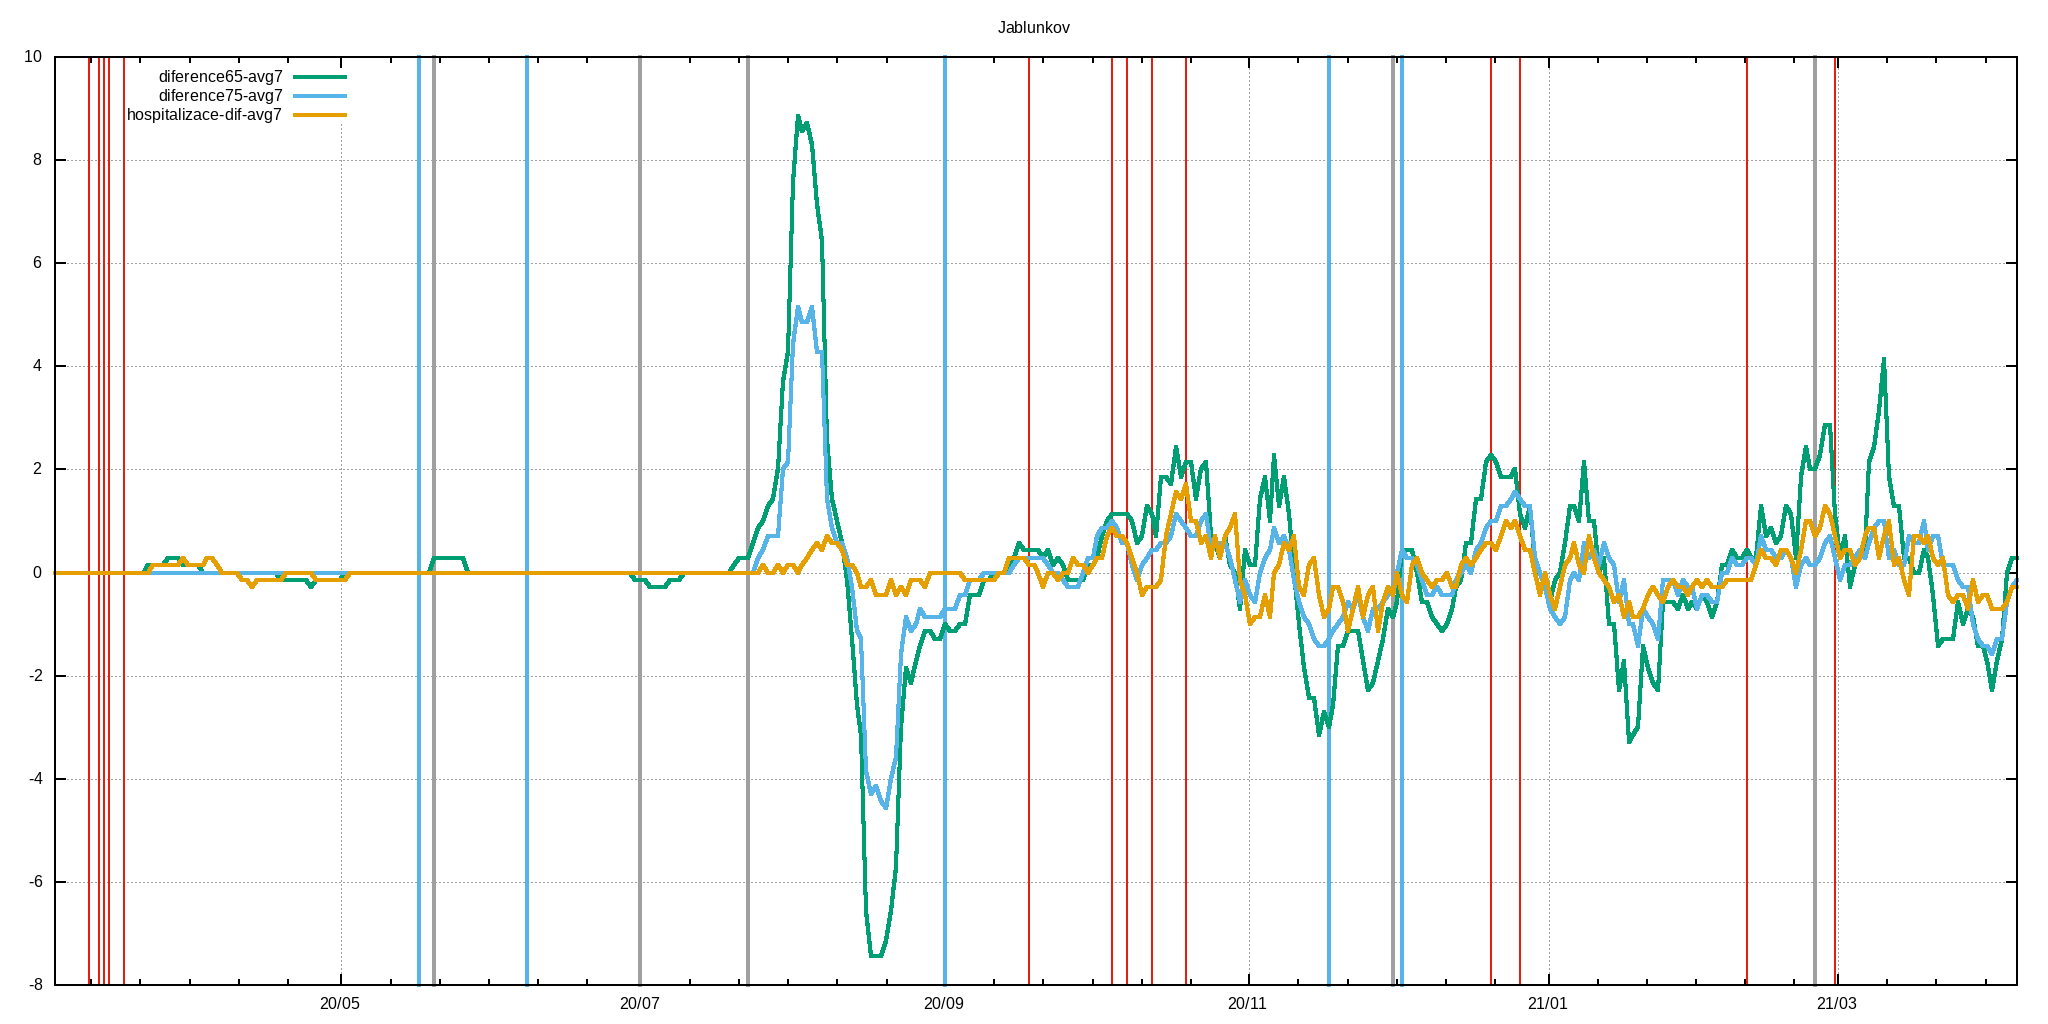 Jablunkov
10
8
6
4
2
0
-2
-4
-6
-8
diference65-avg7
diference75-avg7
hospitalizace-dif-avg7
20/05 20/07 20/09 20/11 21/01 21/03